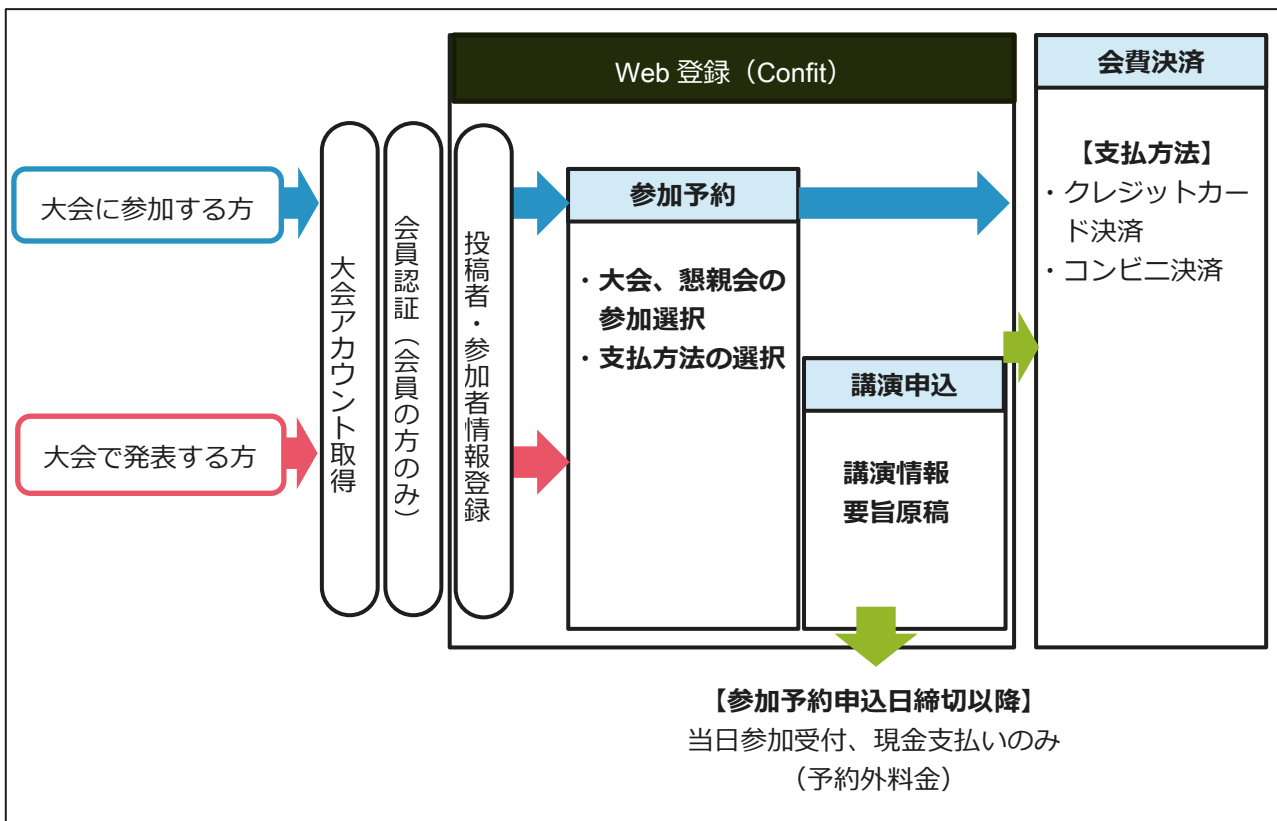 Web 登録（Confit）
会費決済
大会に参加する方
大会で発表する方
大会アカウント取得
会員認証（会員の方のみ）
投稿者・参加者情報登録
参加予約
・大会、懇親会の
参加選択
・支払方法の選択
講演申込
講演情報
要旨原稿
【支払方法】
・クレジットカー
ド決済
・コンビニ決済
【参加予約申込日締切以降】
当日参加受付、現金支払いのみ
（予約外料金）